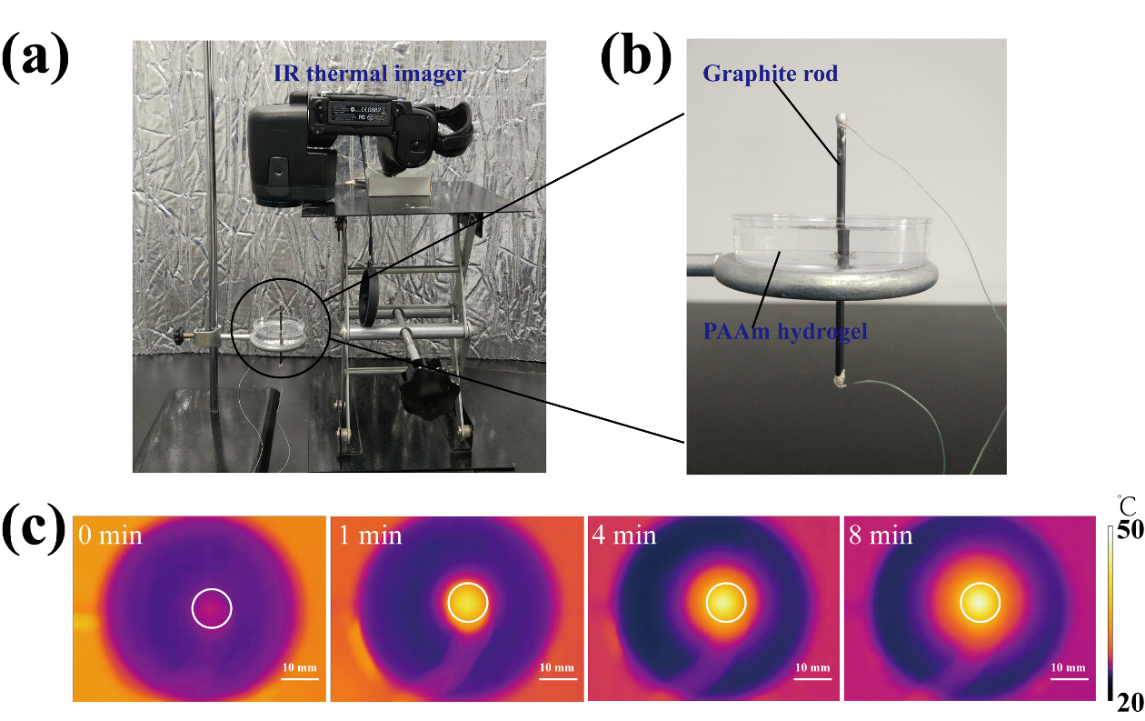 (a)
IR thermal imager
(b)
Graphite rod
PAAm hydrogel
(c)
0 min
10 mm
1 min
10 mm
4 min
10 mm
8 min
10 mm
°C
50
20